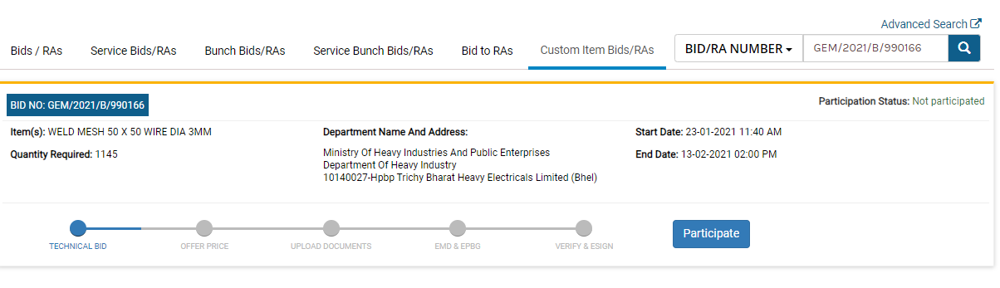 Advanced Search
Bids / RAs Service Bids/RAs Bunch Bids/RAs Service Bunch Bids/RAs Bid to RAs Custom Item Bids/RAs BID/RA NUMBER GEM/2021/B/990166
BID NO: GEM/2021/B/990166 Participation Status: Not participated
Item(s): WELD MESH 50 X 50 WIRE DIA 3MM Department Name And Address: Start Date: 23-01-2021 11:40 AM
Quantity Required: 1145 Ministry Of Heavy Industries And Public Enterprises End Date: 13-02-2021 02:00 PM
Department Of Heavy Industry
10140027-Hpbp Trichy Bharat Heavy Electricals Limited (Bhel)
Participate
TECHNICAL BID OFFER PRICE UPLOAD DOCUMENTS EMD & EPBG VERIFY & ESIGN